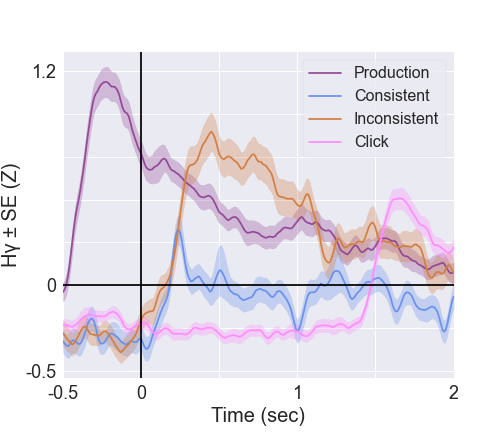 Production
Consistent
Inconsistent
Click
1.2
0
-0.5
-0.5 0 1 2
Time (sec)
Hγ ± SE (Z)